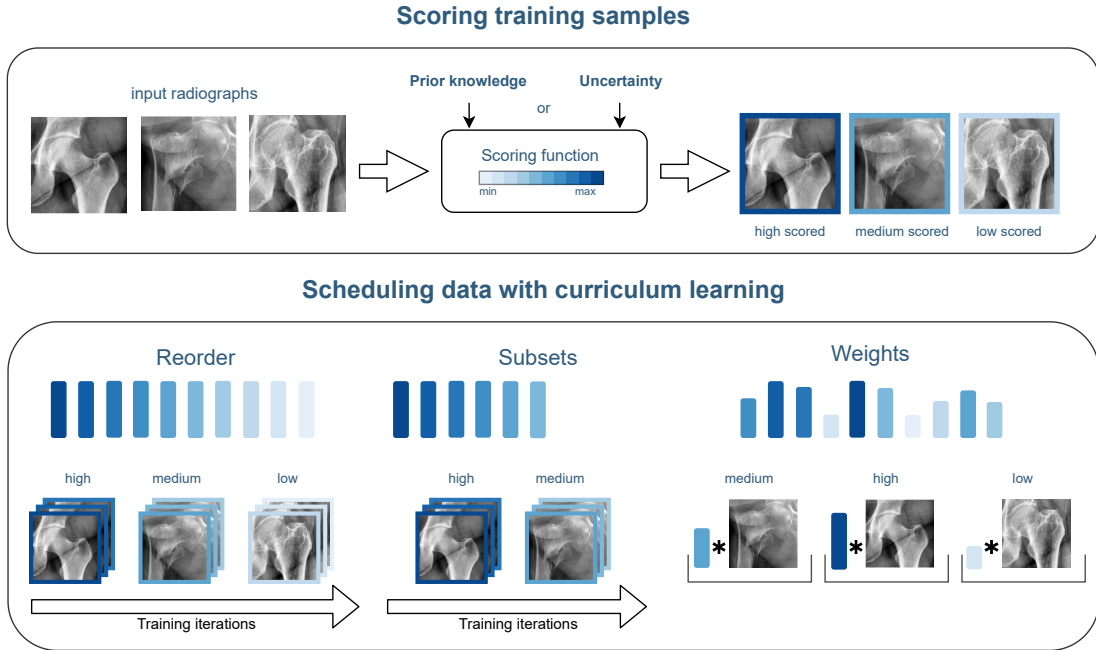 Scoring training samples
input radiographs
Prior knowledge
or
Uncertainty
Scoring function
min
max
high scored
medium scored
low scored
Scheduling data with curriculum learning
Reorder
Subsets
Weights
high
medium
low
high
medium
medium
high
low
*
*
*
Training iterations
Training iterations